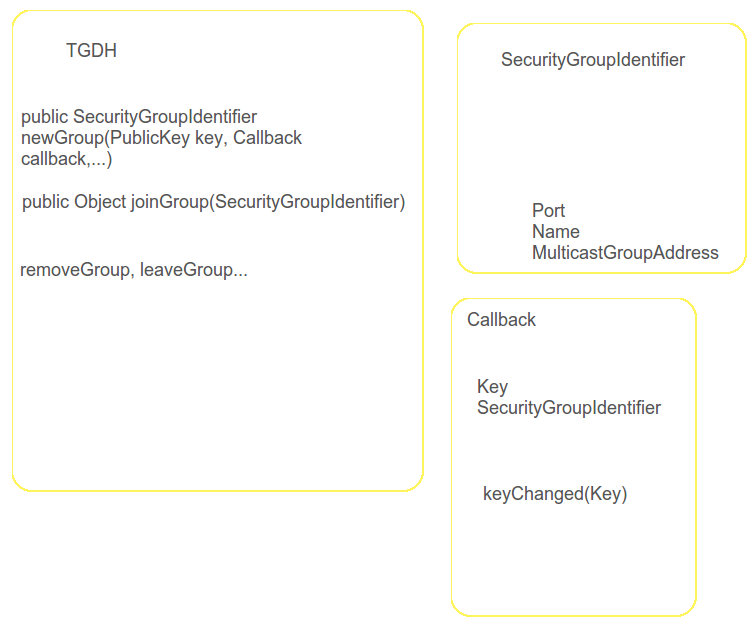 TGDH
public SecurityGroupIdentifier
newGroup(PublicKey key, Callback
callback,...)
public Object joinGroup(SecurityGroupIdentifier)
removeGroup, leaveGroup...
SecurityGroupIdentifier
Port
Name
MulticastGroupAddress
Callback
Key
SecurityGroupIdentifier
keyChanged(Key)